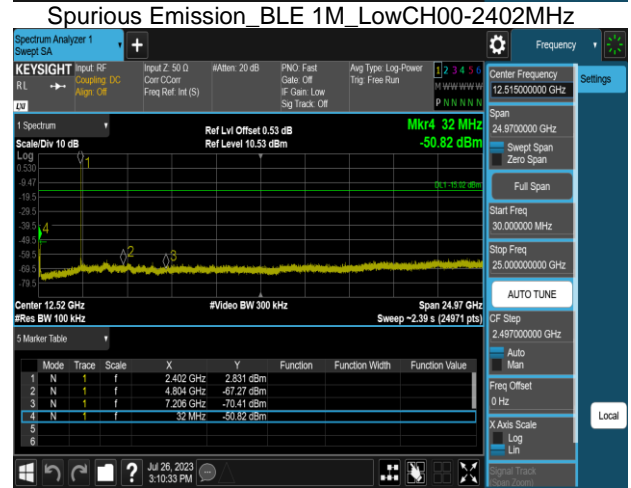 Spurious Emission_BLE 1M_LowCH00-2402MHz
Spectrum Analyzer 1
Swept SA
+
Frequency
KEYSIGHT
RL
LXI
Input: RF
Coupling: DC
Align: Off
Input Z: 50 Ω
Corr CCorr
Freq Ref: Int (S)
#Atten: 20 dB
PNO: Fast
Gate: Off
IF Gain: Low
Sig Track: Off
Avg Type: Log-Power
Trig: Free Run
1 2 3 4 5 6
M W W W W W
P N N N N N
1 Spectrum
Scale/Div 10 dB
Ref Lvl Offset 0.53 dB
Ref Level 10.53 dBm
Mkr4 32 MHz
-50.82 dBm
Log
0.530
-9.47
-19.5
-29.5
-39.5
-49.5
-59.5
-69.5
-79.5
1
2
3
4
DL1 -15.02 dBm
Center 12.52 GHz
#Video BW 300 kHz
Span 24.97 GHz
#Res BW 100 kHz
Sweep ~2.39 s (24971 pts)
5 Marker Table
Mode Trace Scale X Y Function Function Width Function Value
1 N 1 f 2.402 GHz 2.831 dBm
2 N 1 f 4.804 GHz -67.27 dBm
3 N 1 f 7.206 GHz -70.41 dBm
4 N 1 f 32 MHz -50.82 dBm
5
6
Jul 26, 2023
3:10:33 PM
?
Center Frequency
12.515000000 GHz
Settings
Span
24.9700000 GHz
Swept Span
Zero Span
Full Span
Start Freq
30.000000 MHz
Stop Freq
25.000000000 GHz
AUTO TUNE
CF Step
2.497000000 GHz
Auto
Man
Freq Offset
0 Hz
X Axis Scale
Log
Lin
Local
Signal Track
(Span Zoom)